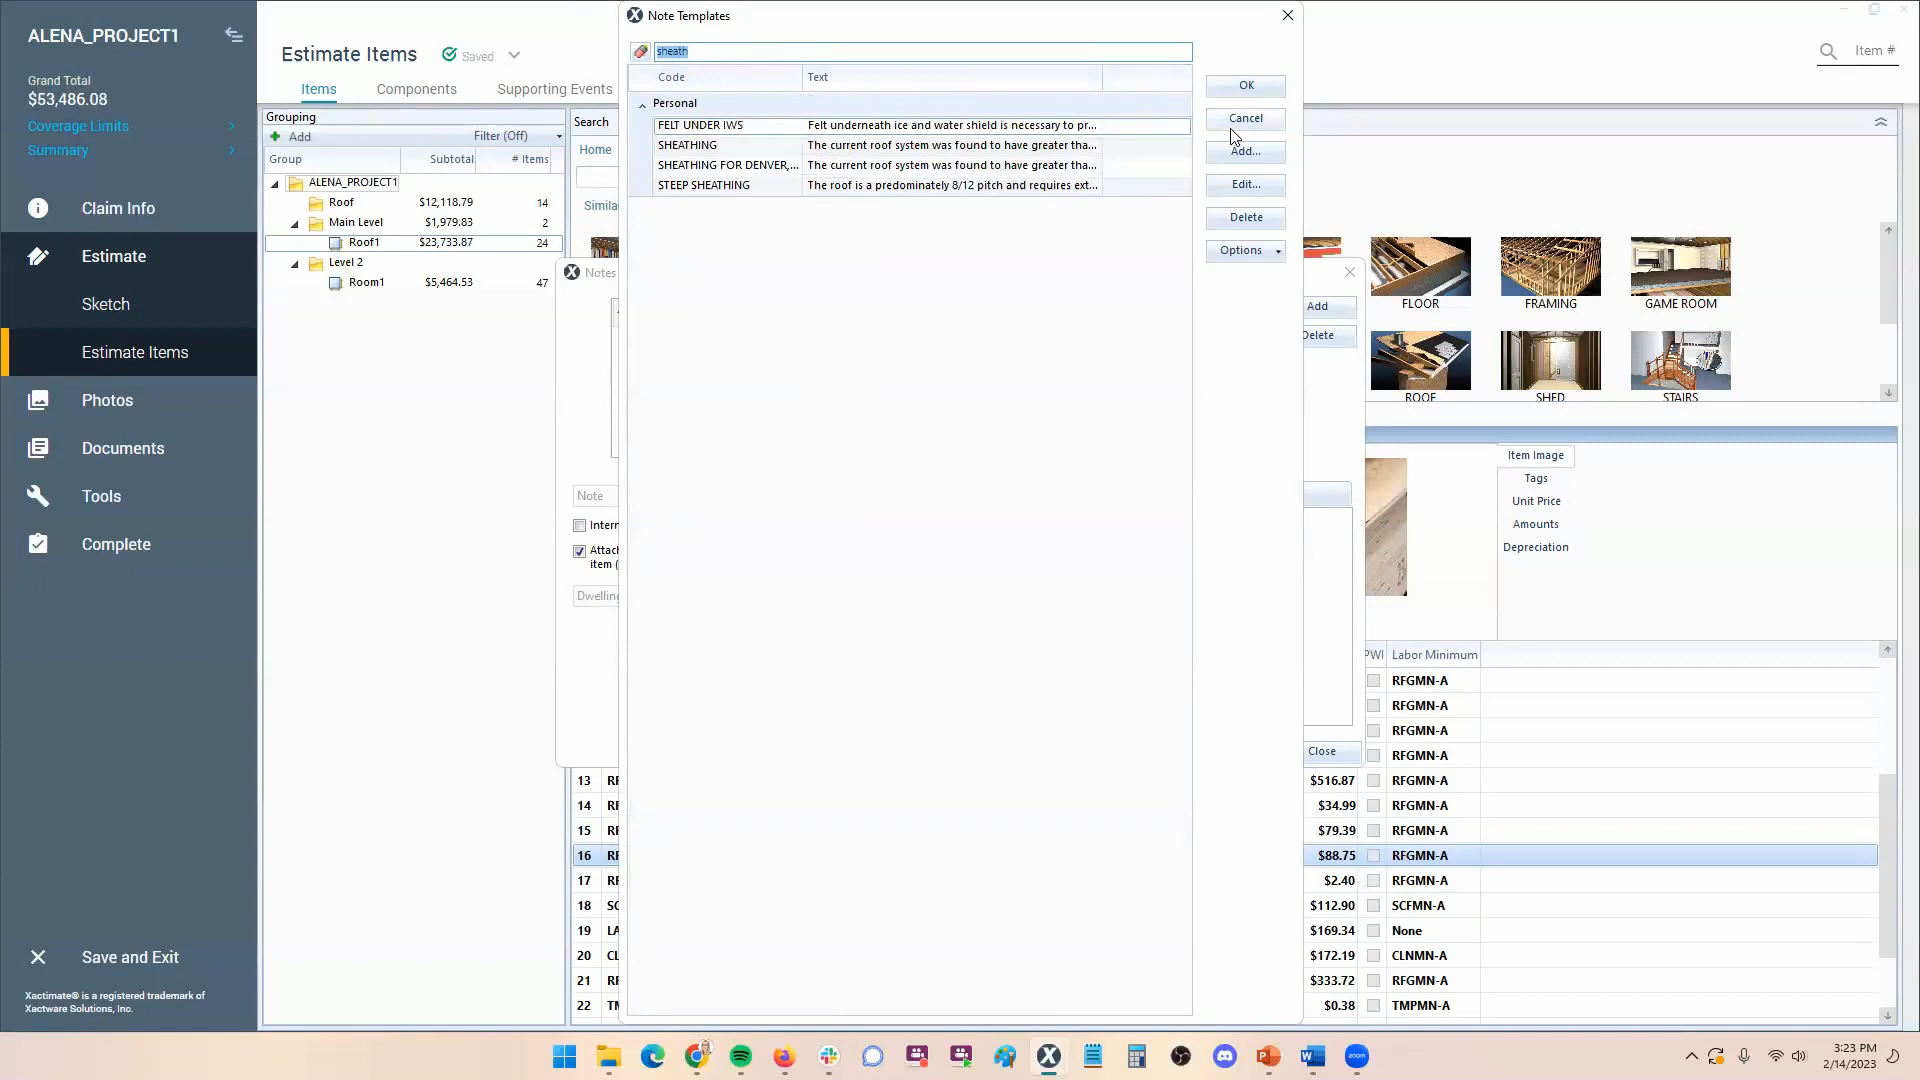 ALENA_PROJECT1
Grand Total
$53,486.08
Coverage Limits
Summary
Claim Info
Estimate
Sketch
Estimate Items
Photos
Documents
Tools
Complete
Save and Exit
Xactimate® is a registered trademark of
Xactware Solutions, Inc.
Estimate Items
Saved
Items
Components
Supporting Events
Item #
Grouping
Add
Filter (Off)
Group
Subtotal
# Items
ALENA_PROJECT1
Roof
$12,118.79
14
Main Level
$1,979.83
2
Roof1
$23,733.87
24
Level 2
Room1
$5,464.53
47
Search
Home
Note Templates
sheath
Code
Text
Personal
FELT UNDER IWS
Felt underneath ice and water shield is necessary to pr...
SHEATHING
The current roof system was found to have greater tha...
SHEATHING FOR DENVER,...
The current roof system was found to have greater tha...
STEEP SHEATHING
The roof is a predominately 8/12 pitch and requires ext...
OK
Cancel
Add...
Edit...
Delete
Options
Notes
Add
Delete
Note
Close
FLOOR
FRAMING
GAME ROOM
ROOF
SHED
STAIRS
Item Image
Tags
Unit Price
Amounts
Depreciation
PWI
Labor Minimum
RFGMN-A
RFGMN-A
RFGMN-A
RFGMN-A
13
$516.87
RFGMN-A
14
$34.99
RFGMN-A
15
$79.39
RFGMN-A
16
$88.75
RFGMN-A
17
$2.40
RFGMN-A
18
$112.90
SCFMN-A
19
$169.34
None
20
$172.19
CLNMN-A
21
$333.72
RFGMN-A
22
$0.38
TMPMN-A
item (
3:23 PM
2/14/2023